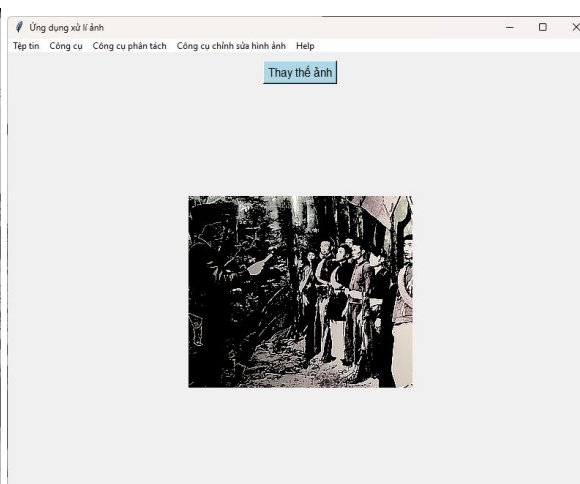 Ứng dụng xử lí ảnh
Tệp tin Công cụ Công cụ phân tách Công cụ chỉnh sửa hình ảnh Help
Thay thế ảnh